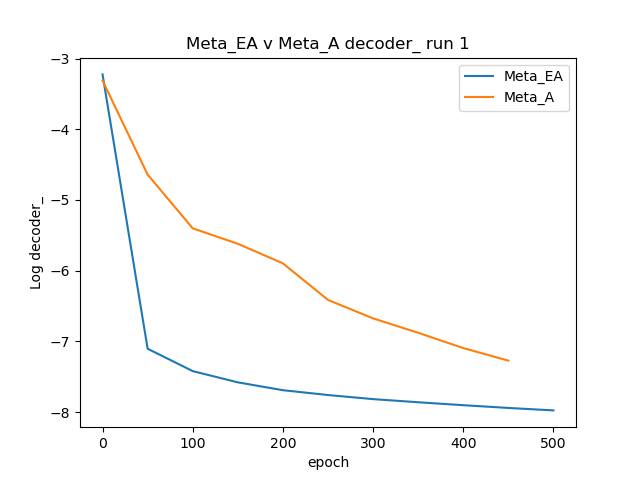 Meta_EA v Meta_A decoder_ run 1
Meta_EA
Meta_A
Log decoder_
−3
−4
−5
−6
−7
−8
0
100
200
300
400
500
epoch